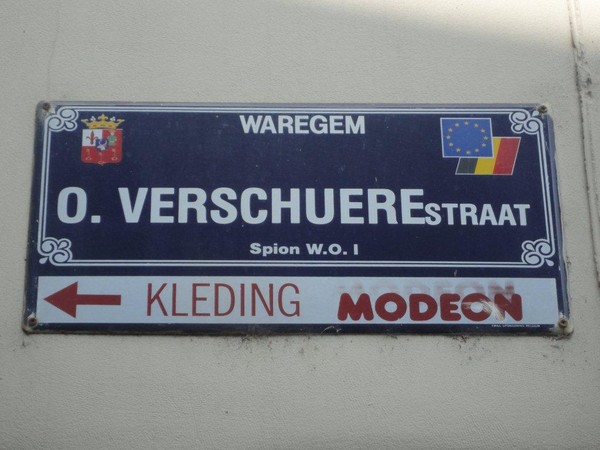 WAREGEM
O. VERSCHUERESTRAAT
Spion W.O. I
KLEDING MODEON